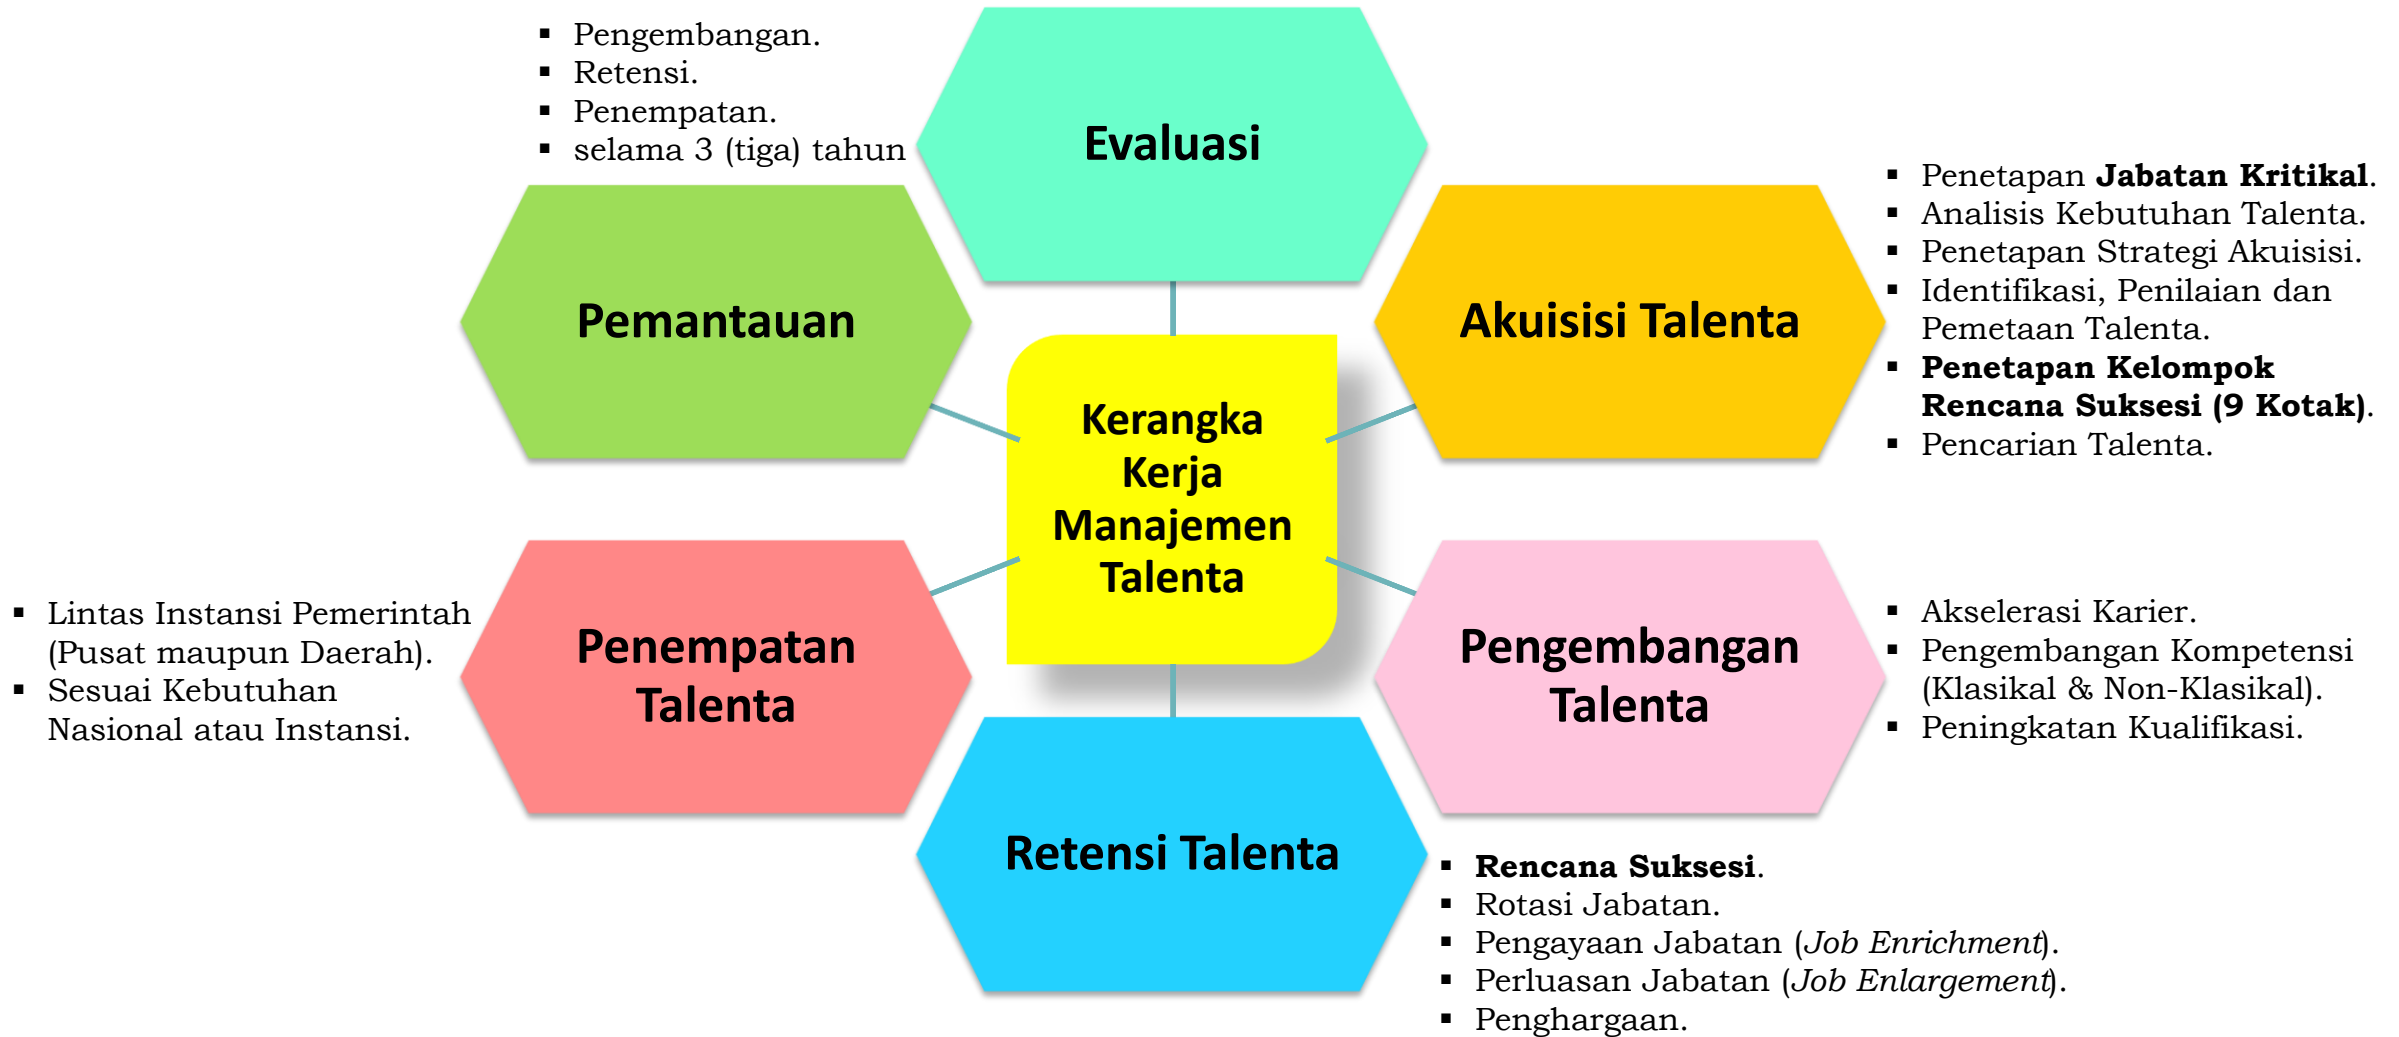 ▪ Pengembangan.
▪ Retensi.
▪ Penempatan.
▪ selama 3 (tiga) tahun
Evaluasi
Pemantauan
Akuisisi Talenta
▪ Penetapan Jabatan Kritikal.
▪ Analisis Kebutuhan Talenta.
▪ Penetapan Strategi Akuisisi.
▪ Identifikasi, Penilaian dan
Pemetaan Talenta.
▪ Penetapan Kelompok
Rencana Suksesi (9 Kotak).
▪ Pencarian Talenta.
Kerangka
Kerja
Manajemen
Talenta
▪ Lintas Instansi Pemerintah
(Pusat maupun Daerah).
▪ Sesuai Kebutuhan
Nasional atau Instansi.
Penempatan
Talenta
Pengembangan
Talenta
▪ Akselerasi Karier.
▪ Pengembangan Kompetensi
(Klasikal & Non-Klasikal).
▪ Peningkatan Kualifikasi.
Retensi Talenta
▪ Rencana Suksesi.
▪ Rotasi Jabatan.
▪ Pengayaan Jabatan (Job Enrichment).
▪ Perluasan Jabatan (Job Enlargement).
▪ Penghargaan.